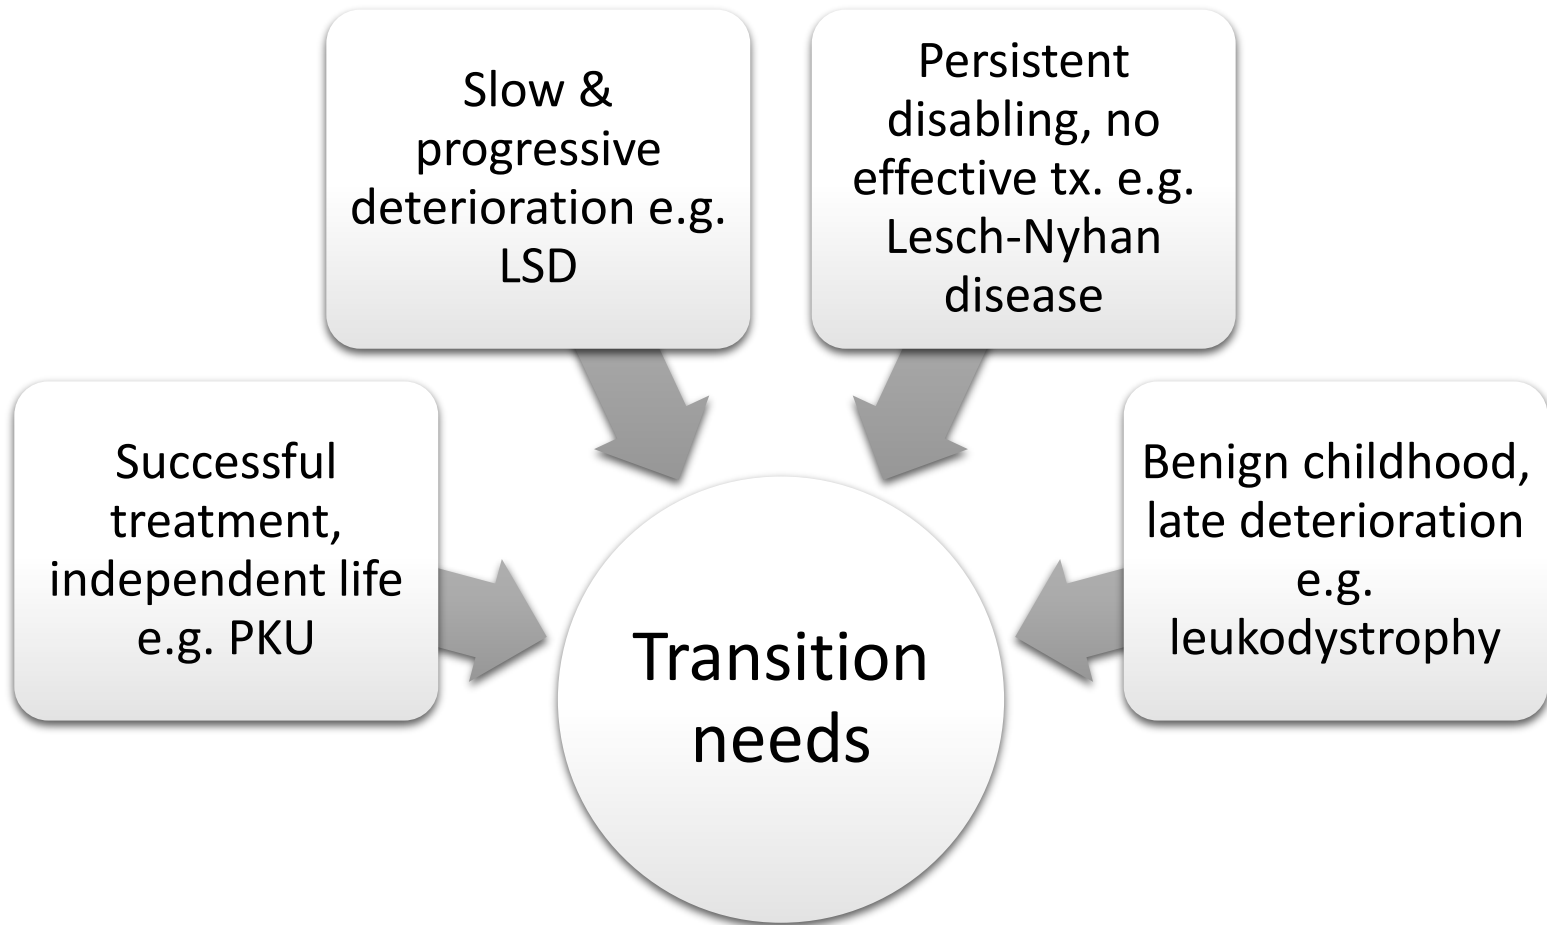 Slow &
progressive
deterioration e.g.
LSD
Persistent
disabling, no
effective tx. e.g.
Lesch-Nyhan
disease
Successful
treatment,
independent life
e.g. PKU
Benign childhood,
late deterioration
e.g.
leukodystrophy
Transition
needs